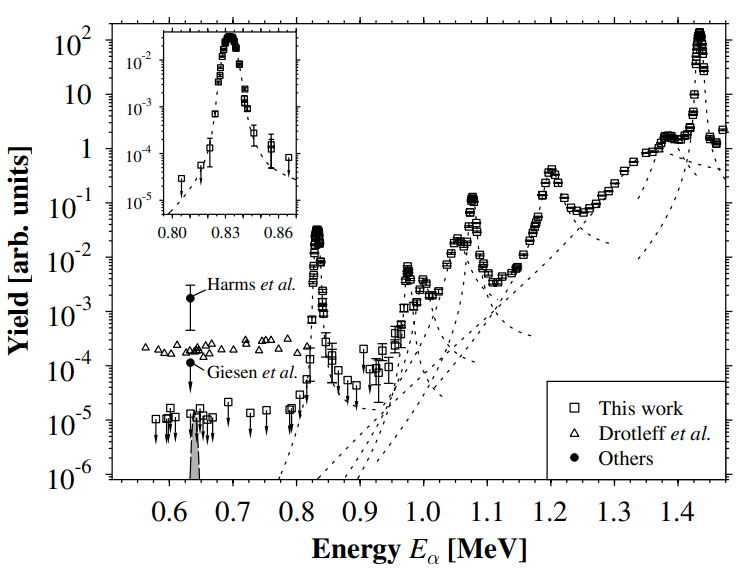 10²
10
1
10⁻¹
10⁻²
10⁻³
10⁻⁴
10⁻⁵
10⁻⁶
Yield [arb. units]
10⁻²
10⁻³
10⁻⁴
10⁻⁵
0.80 0.83 0.86
Harms et al.
Giesen et al.
This work
Drotleff et al.
Others
0.6 0.7 0.8 0.9 1.0 1.1 1.2 1.3 1.4
Energy Eα [MeV]